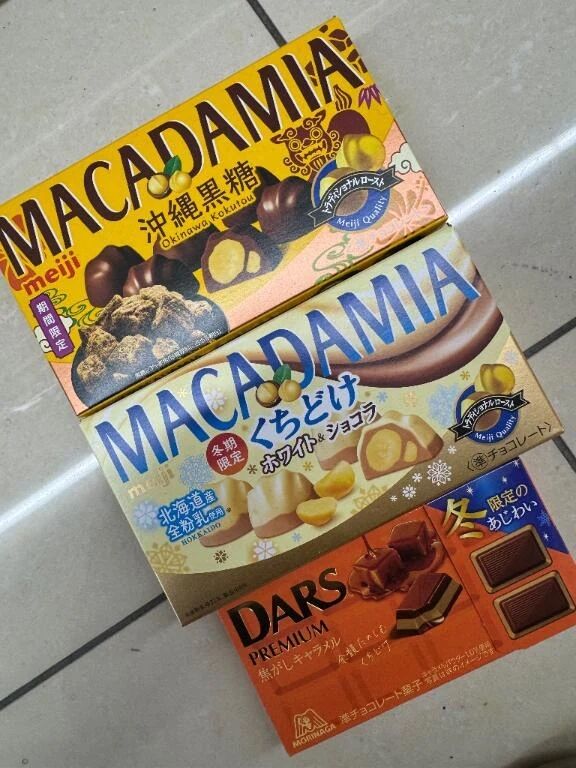 MACADAMIA
沖縄黒糖
Okinawa Kokutou
meiji
期間限定
トラディショナルロースト
Meiji Quality
MACADAMIA
くちどけ
ホワイト&ショコラ
冬期限定
meiji
北海道産
全粉乳使用
HOKKAIDO
トラディショナルロースト
Meiji Quality
準チョコレート
冬 限定の
あじわい
DARS
PREMIUM
焦がしキャラメル
準チョコレート菓子
MORINAGA